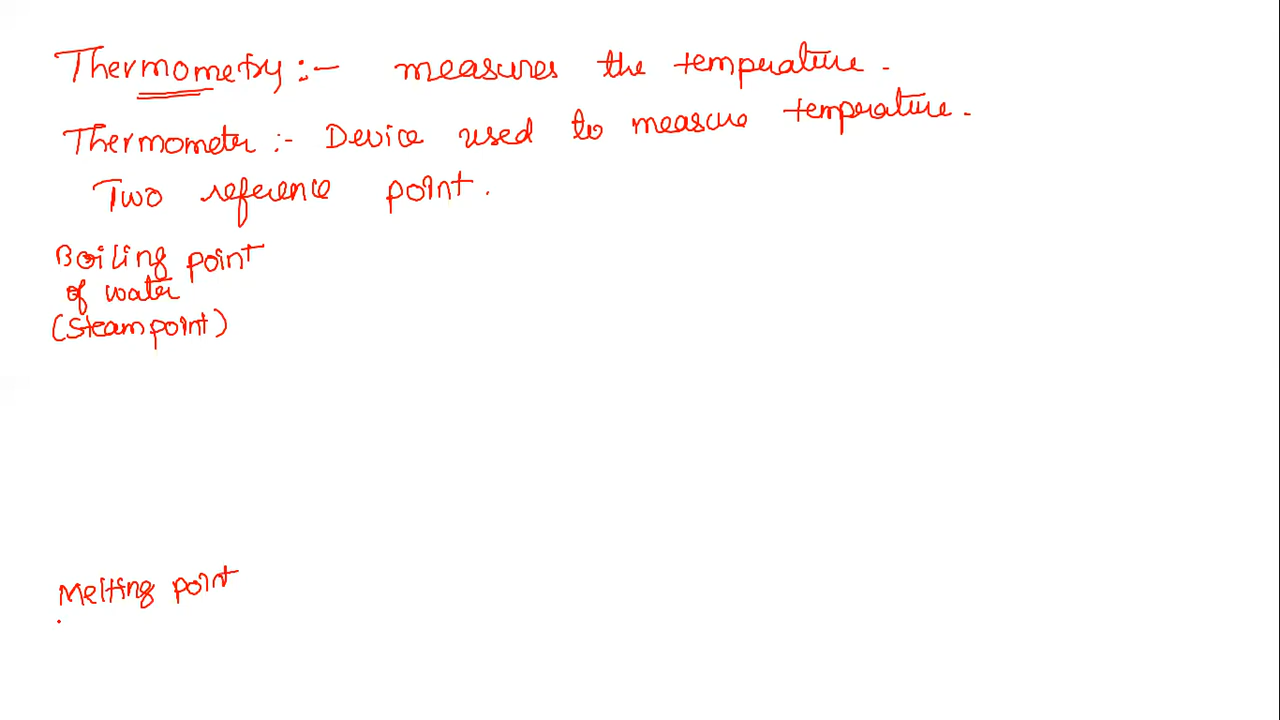 Thermometry :- measures the temperature.
Thermometer :- Device used to measure temperature.
Two reference point.
Boiling point
of water
(Steam point)
Melting point